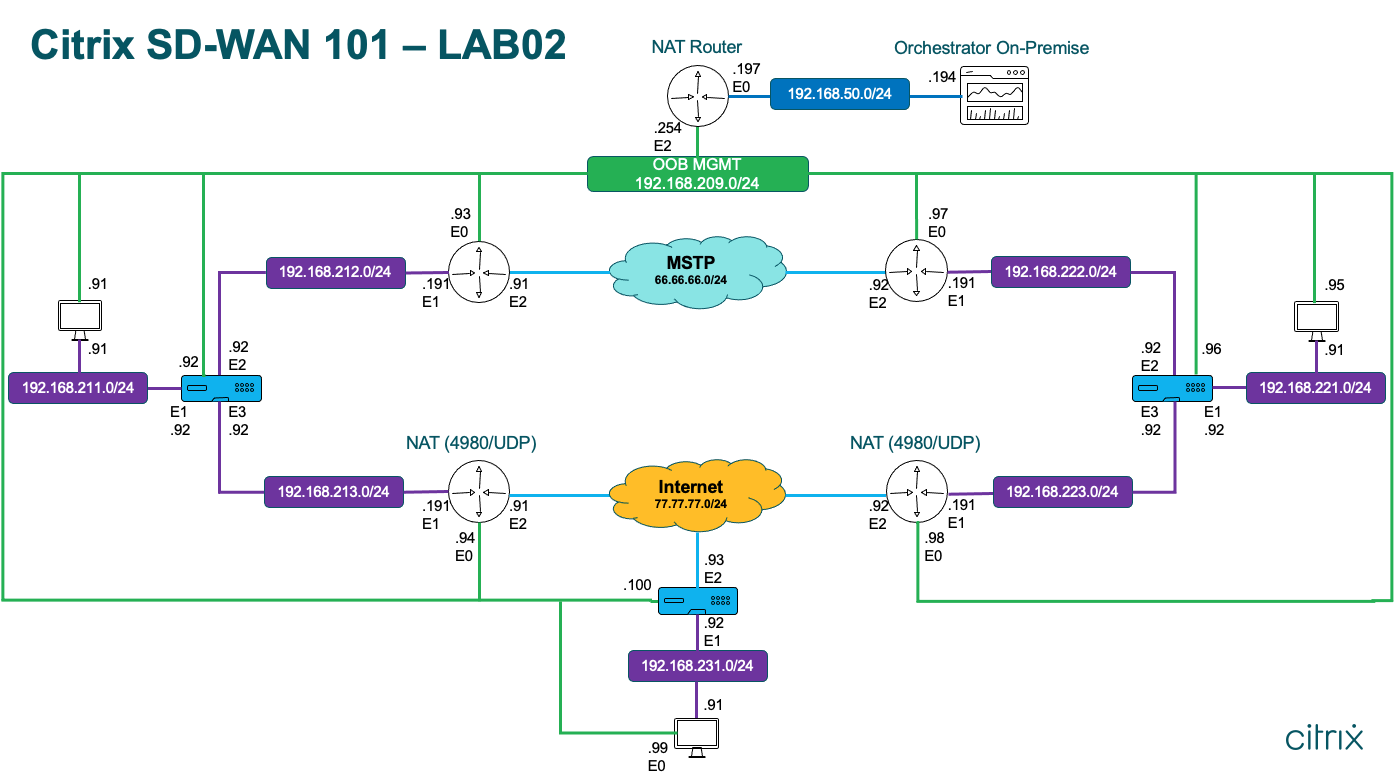 Citrix SD-WAN 101 – LAB02
NAT Router
Orchestrator On-Premise
.197
E0
192.168.50.0/24
.194
.254
E2
OOB MGMT
192.168.209.0/24
.93
E0
.97
E0
192.168.212.0/24
.191
E1
.91
E2
MSTP
66.66.66.0/24
.92
E2
.191
E1
192.168.222.0/24
.91
.91
192.168.211.0/24
.92
.92
E2
E1
.92
E3
.92
.95
.91
192.168.221.0/24
.92
E2
.96
E3
.92
E1
.92
NAT (4980/UDP)
NAT (4980/UDP)
192.168.213.0/24
.191
E1
.91
E2
.94
E0
Internet
77.77.77.0/24
.92
E2
.191
E1
.98
E0
192.168.223.0/24
.93
E2
.100
.92
E1
192.168.231.0/24
.91
.99
E0
citrix